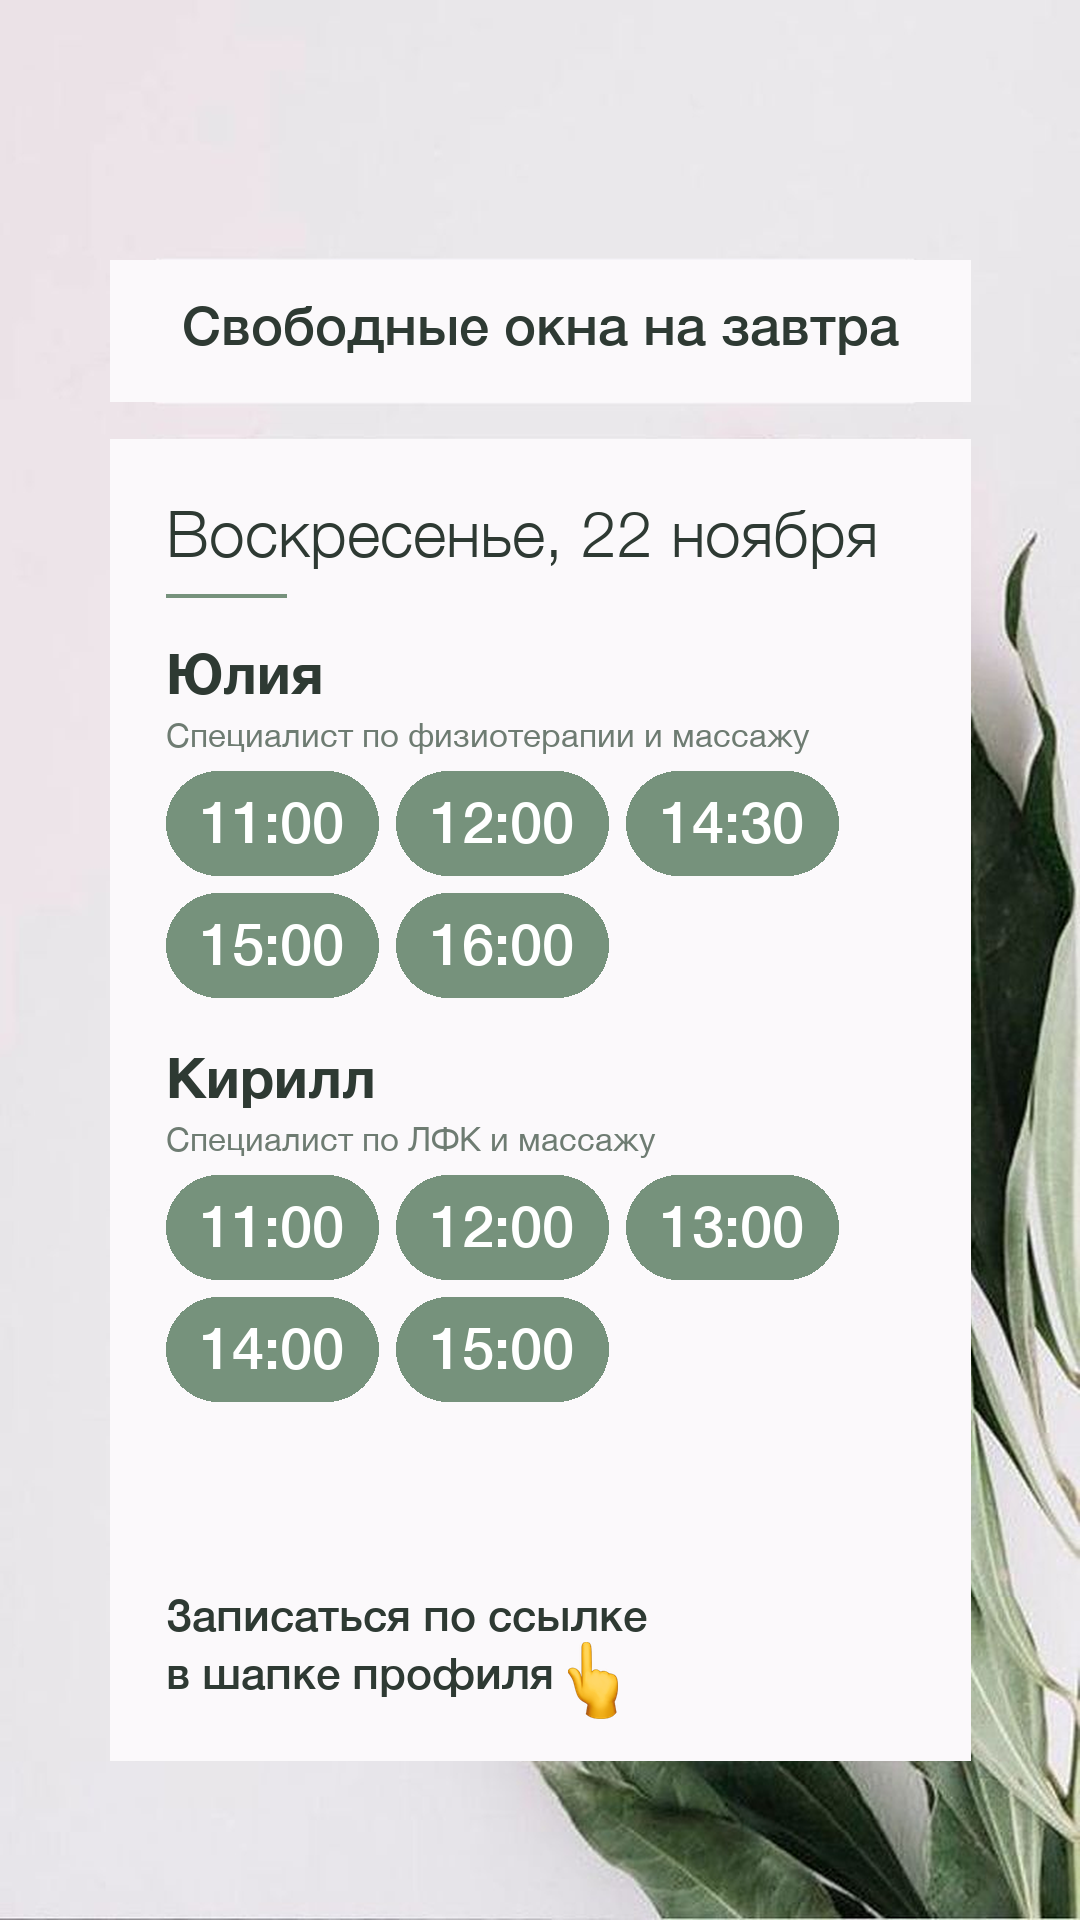 Свободные окна на завтра
Воскресенье, 22 ноября
Юлия
Специалист по физиотерапии и массажу
11:00 12:00 14:30
15:00 16:00
Кирилл
Специалист по ЛФК и массажу
11:00 12:00 13:00
14:00 15:00
Записаться по ссылке
в шапке профиля 👆